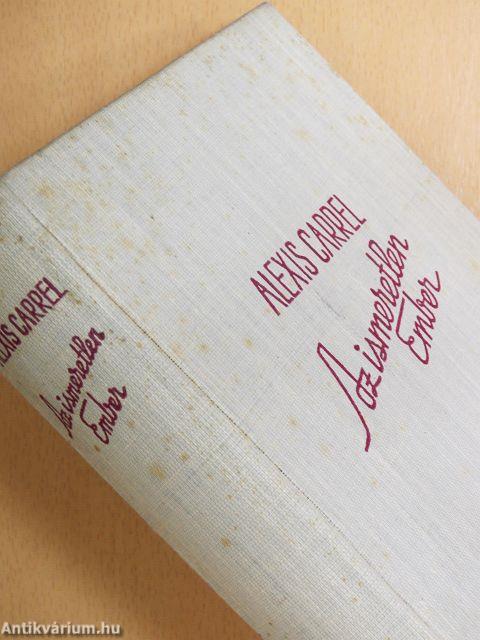 ALEXIS CARREL
Az ismeretlen
Ember
ALEXIS CARREL
Az ismeretlen
Ember
Antikvárium.hu